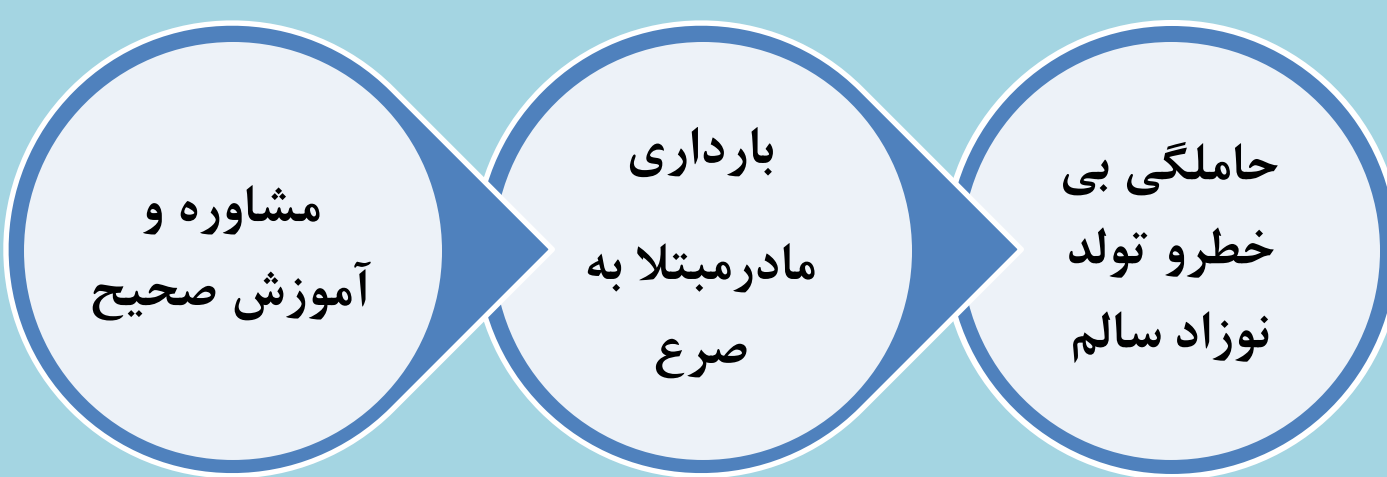 مشاوره و
آموزش صحیح
بارداری
مادرمبتلا به
صرع
حاملگی بی
خطرو تولد
نوزاد سالم